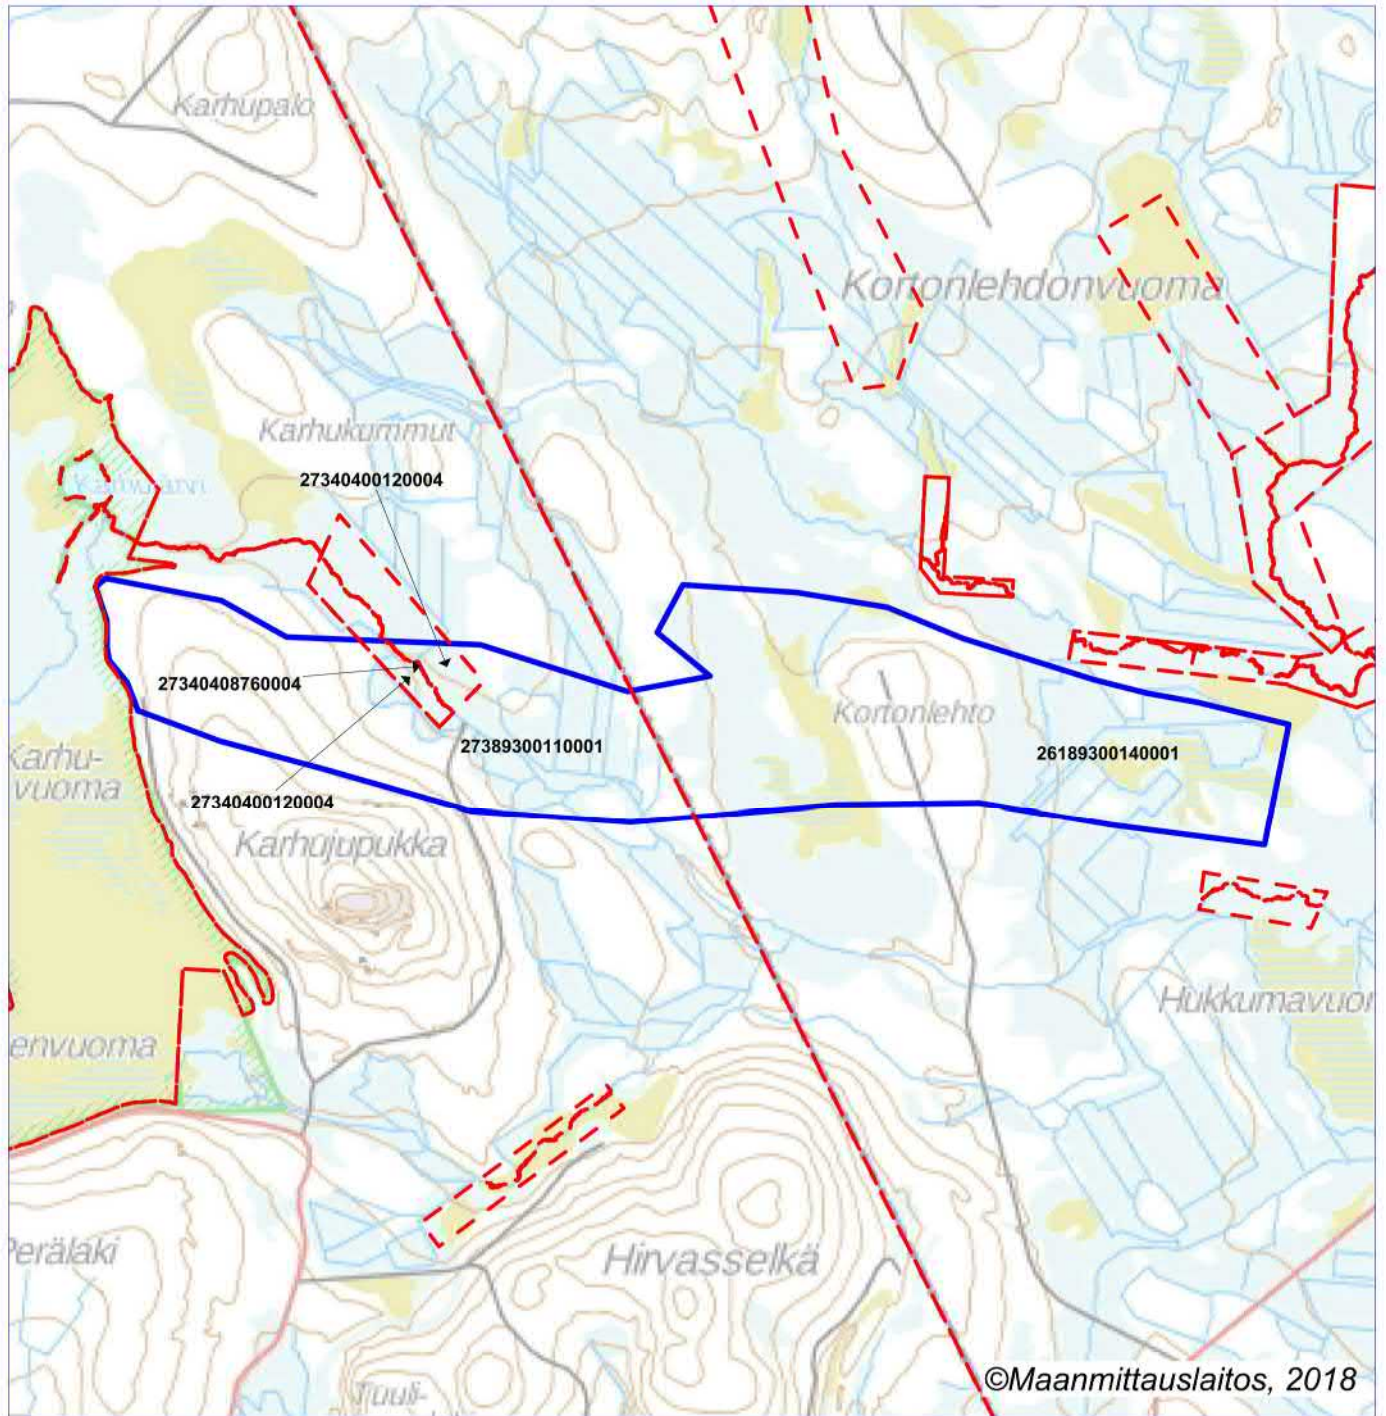 Karhupalo
Kortonlehdonvuoma
Karhukummut
27340400120004
Karhujärvi
27340408760004
Kortonlehto
27389300110001
26189300140001
Karhu-
vuoma
27340400120004
Karhujupukka
Hukkumavuor
envuoma
Perälaki
Hirvasselkä
Tuuli-
©Maanmittauslaitos, 2018